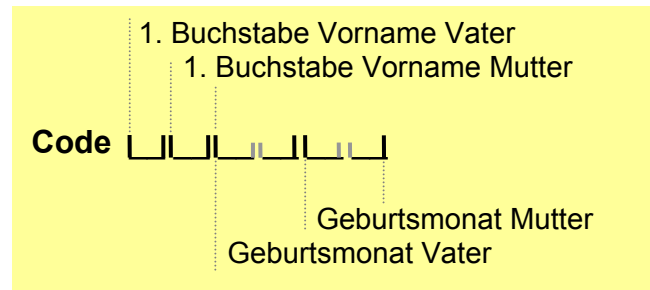 1. Buchstabe Vorname Vater
1. Buchstabe Vorname Mutter
Code
Geburtsmonat Mutter
Geburtsmonat Vater